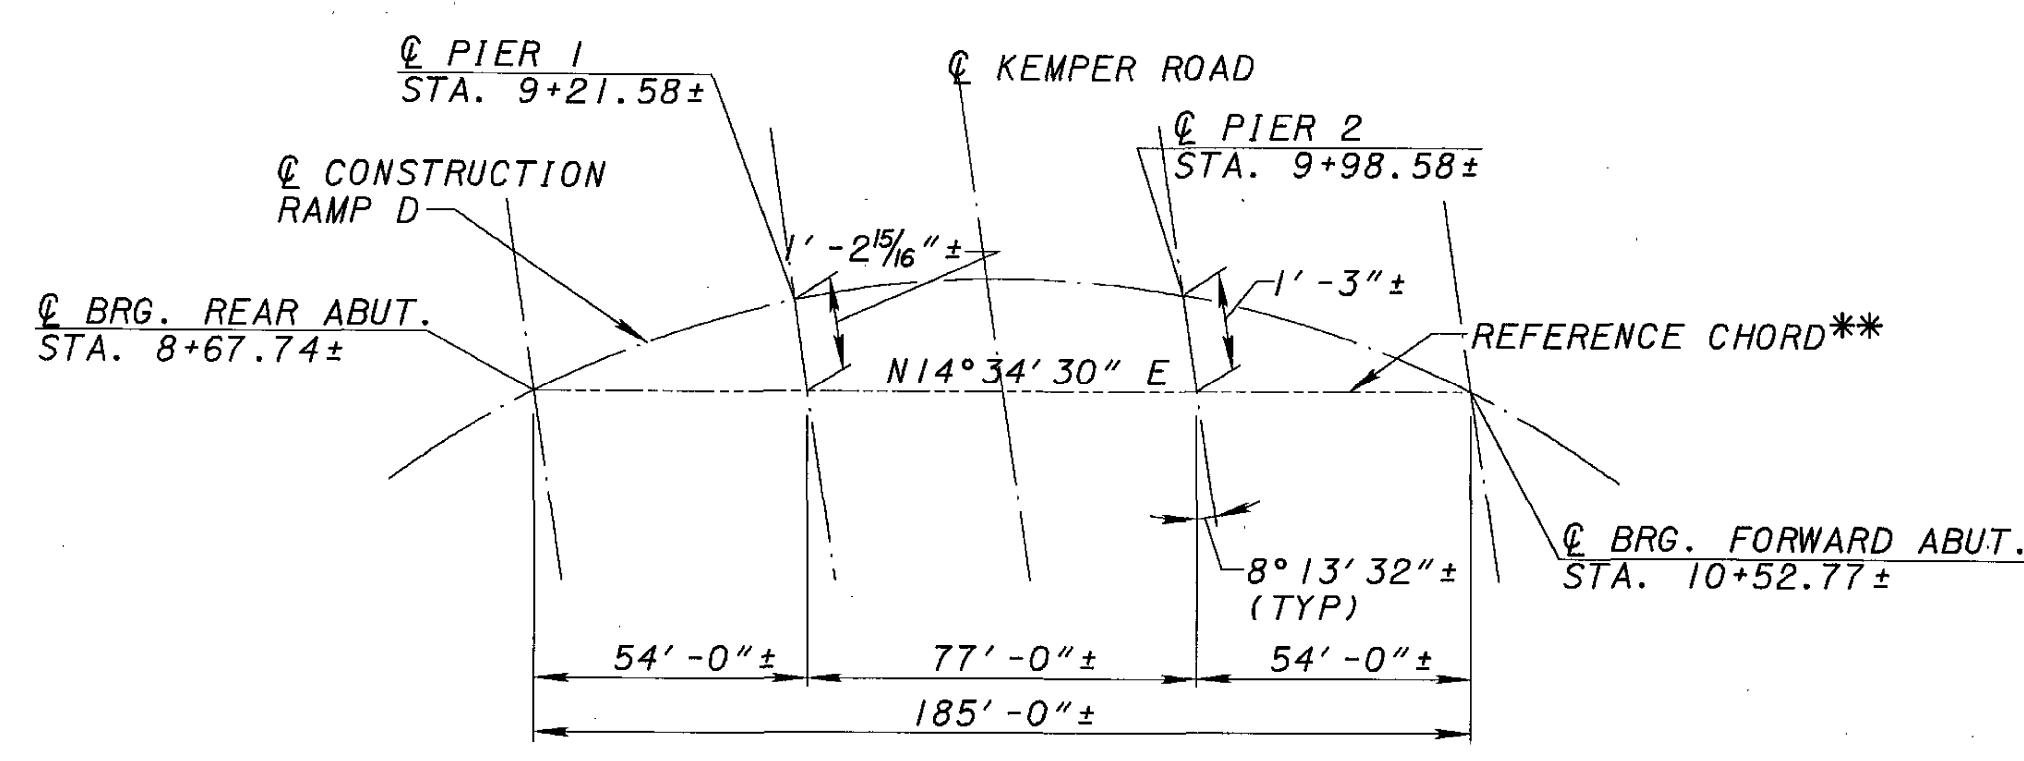 ℄ PIER 1
STA. 9+21.58±
℄ KEMPER ROAD
℄ PIER 2
STA. 9+98.58±
℄ CONSTRUCTION
RAMP D
1'-2 15/16"±
1'-3"±
℄ BRG. REAR ABUT.
STA. 8+67.74±
REFERENCE CHORD**
N14°34'30" E
℄ BRG. FORWARD ABUT.
STA. 10+52.77±
8°13'32"±
(TYP)
54'-0"±
77'-0"±
54'-0"±
185'-0"±